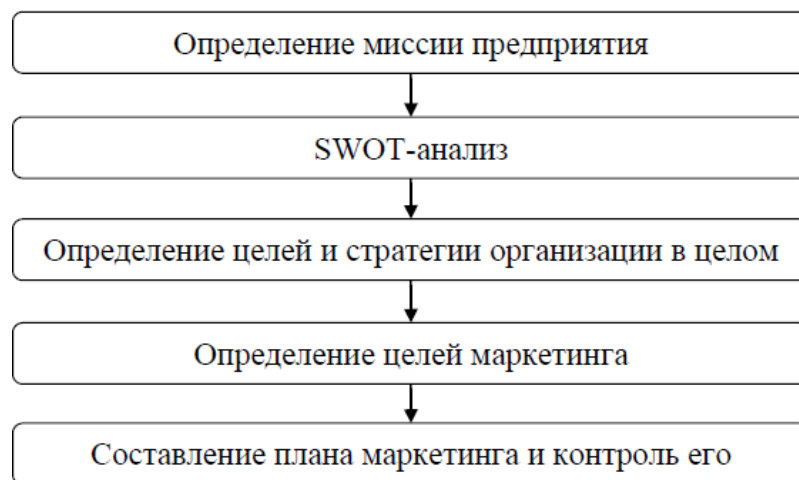 Определение миссии предприятия
SWOT-анализ
Определение целей и стратегии организации в целом
Определение целей маркетинга
Составление плана маркетинга и контроль его